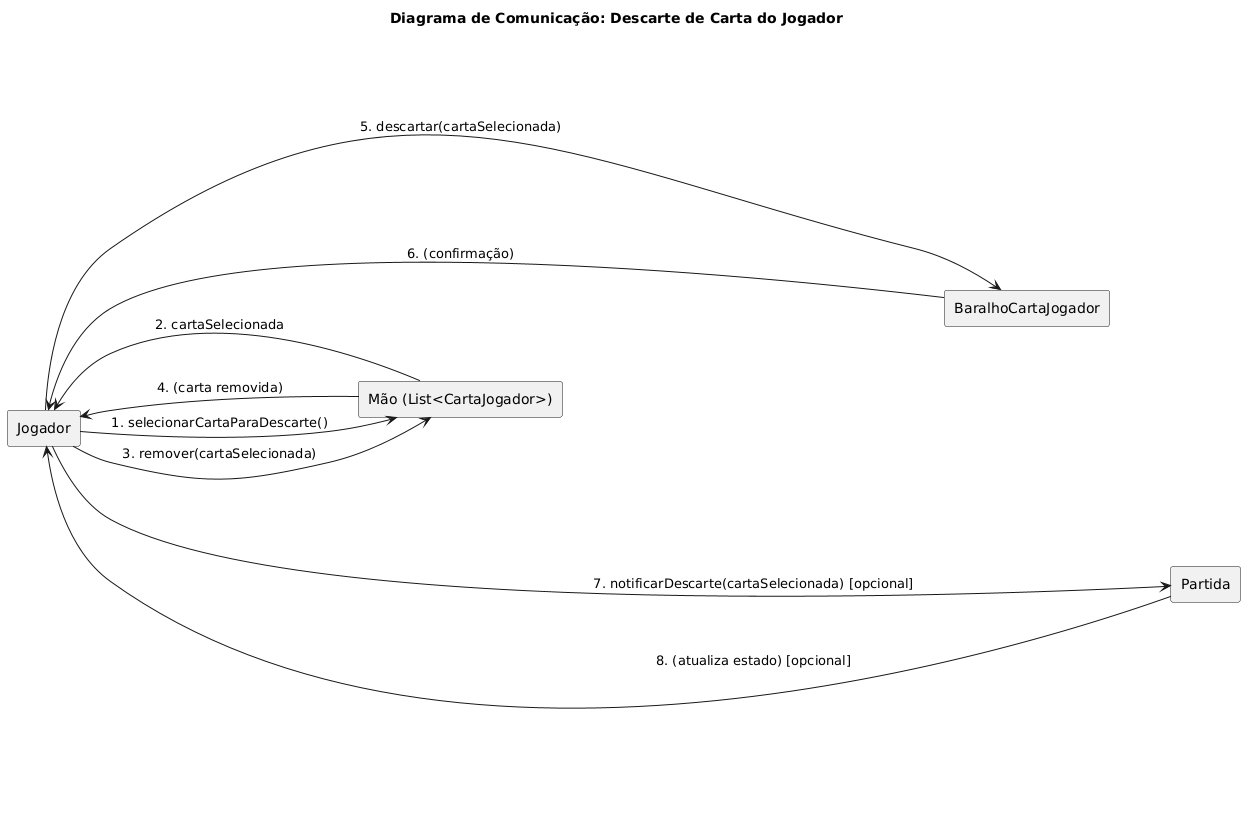 Diagrama de Comunicação: Descarte de Carta do Jogador
5. descartar(cartaSelecionada)
6. (confirmação)
BaralhoCartaJogador
2. cartaSelecionada
4. (carta removida)
Mão (List<CartaJogador>)
1. selecionarCartaParaDescarte()
Jogador
3. remover(cartaSelecionada)
7. notificarDescarte(cartaSelecionada) [opcional]
Partida
8. (atualiza estado) [opcional]